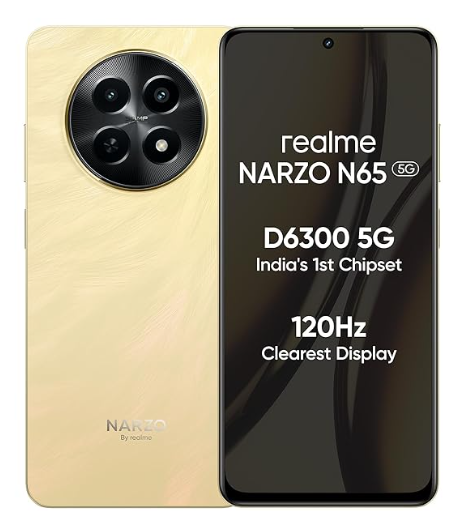 realme
NARZO N65 5G
D6300 5G
India's 1st Chipset
120Hz
Clearest Display
NARZO
By realme